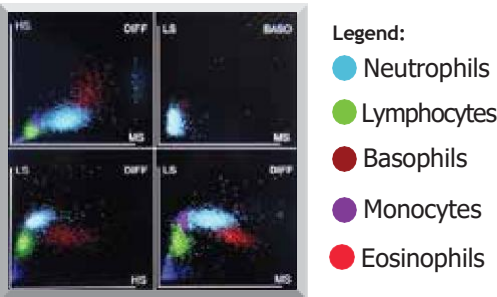 HS DIFF
MS
LS BASO
MS
LS DIFF
HS
LS DIFF
MS
Legend:
Neutrophils
Lymphocytes
Basophils
Monocytes
Eosinophils